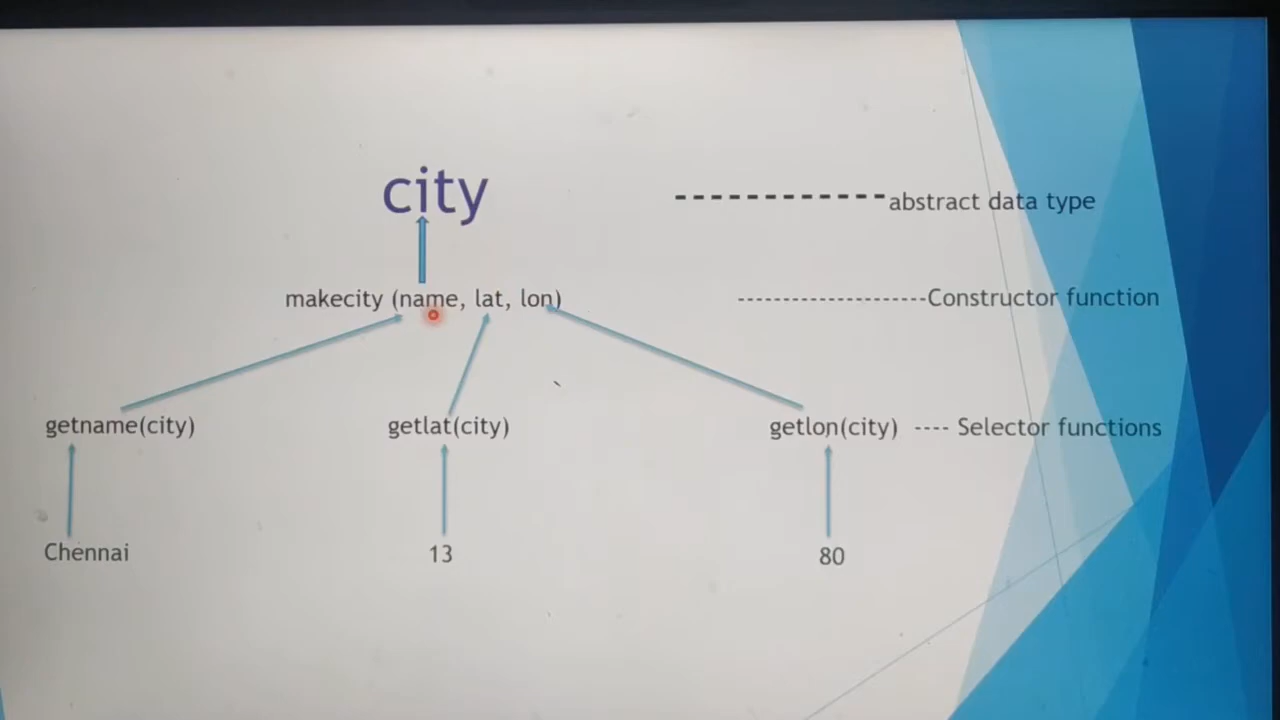 city
----------- abstract data type
makecity (name, lat, lon)
-------------------Constructor function
getname(city)
getlat(city)
getlon(city)
---- Selector functions
Chennai
13
80